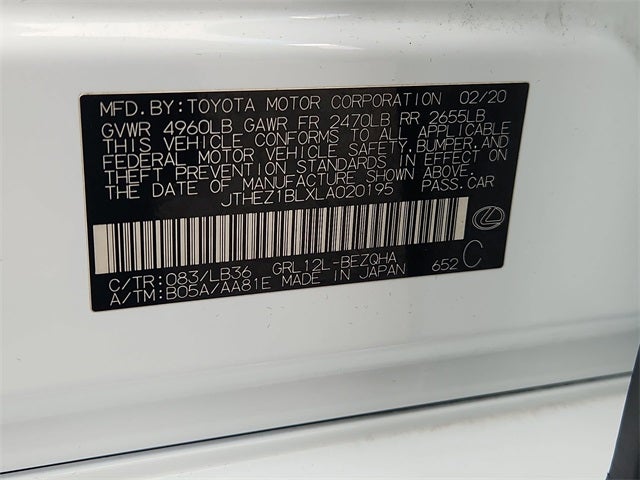 MFD.BY:TOYOTA MOTOR CORPORATION 02/20
GVWR 4960LB GAWR FR 2470LB RR 2655LB
THIS VEHICLE CONFORMS TO ALL APPLICABLE
FEDERAL MOTOR VEHICLE SAFETY,BUMPER,AND
THEFT PREVENTION STANDARDS IN EFFECT ON
THE DATE OF MANUFACTURE SHOWN ABOVE.
JTHEZ1BLXLA020195 PASS.CAR
C/TR:083/LB36 GRL12L-BEZQHA
A/TM:B05A/AA81E MADE IN JAPAN 652 C